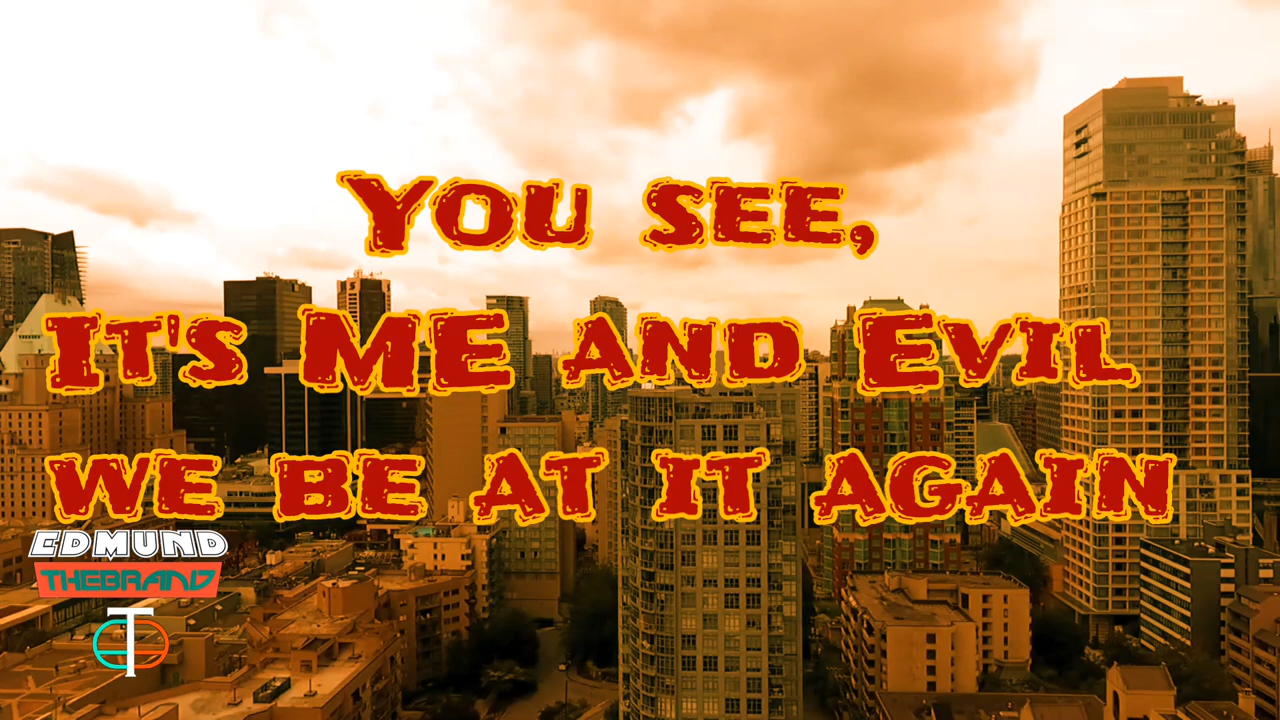 You see,
It's Me and Evil
we be at it again
EDMUND
THEBRAND